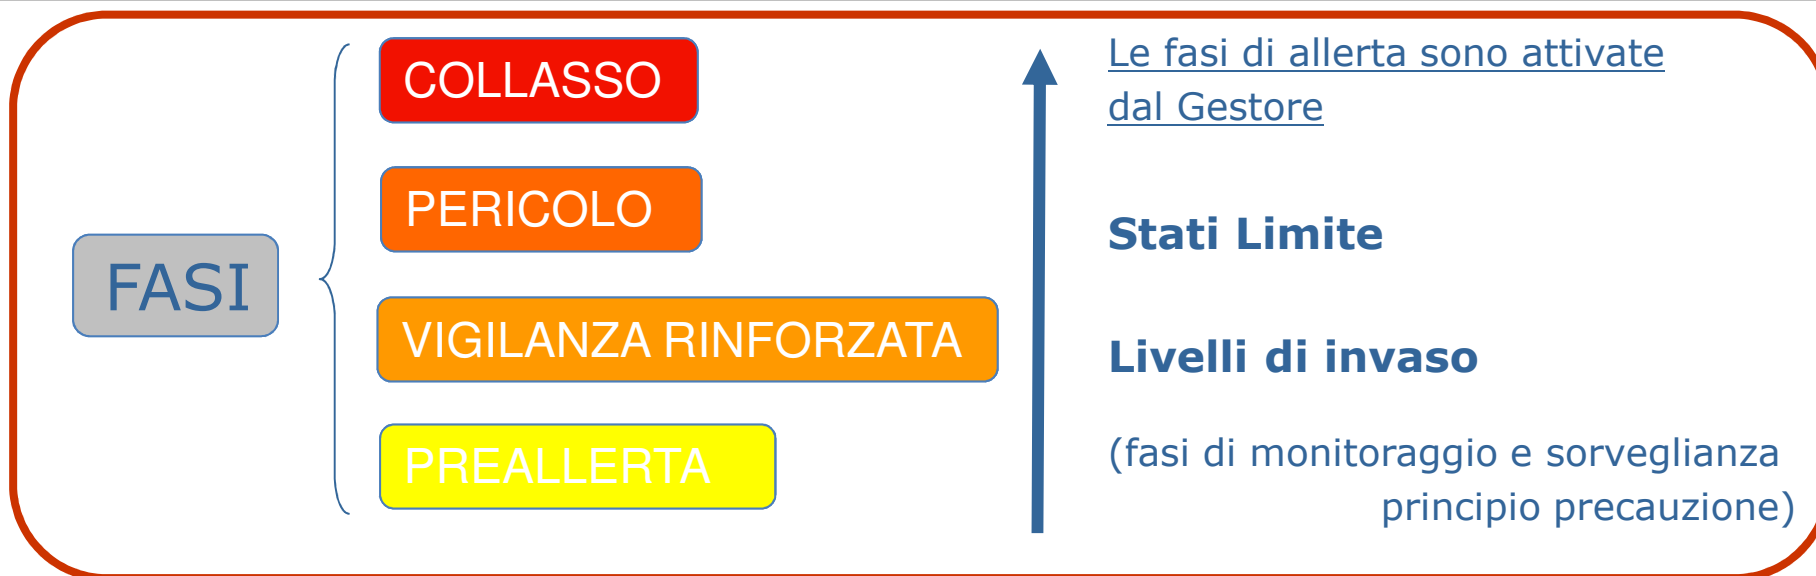 FASI
COLLASSO
PERICOLO
VIGILANZA RINFORZATA
PREALLERTA
Le fasi di allerta sono attivate
dal Gestore
Stati Limite
Livelli di invaso
(fasi di monitoraggio e sorveglianza
principio precauzione)